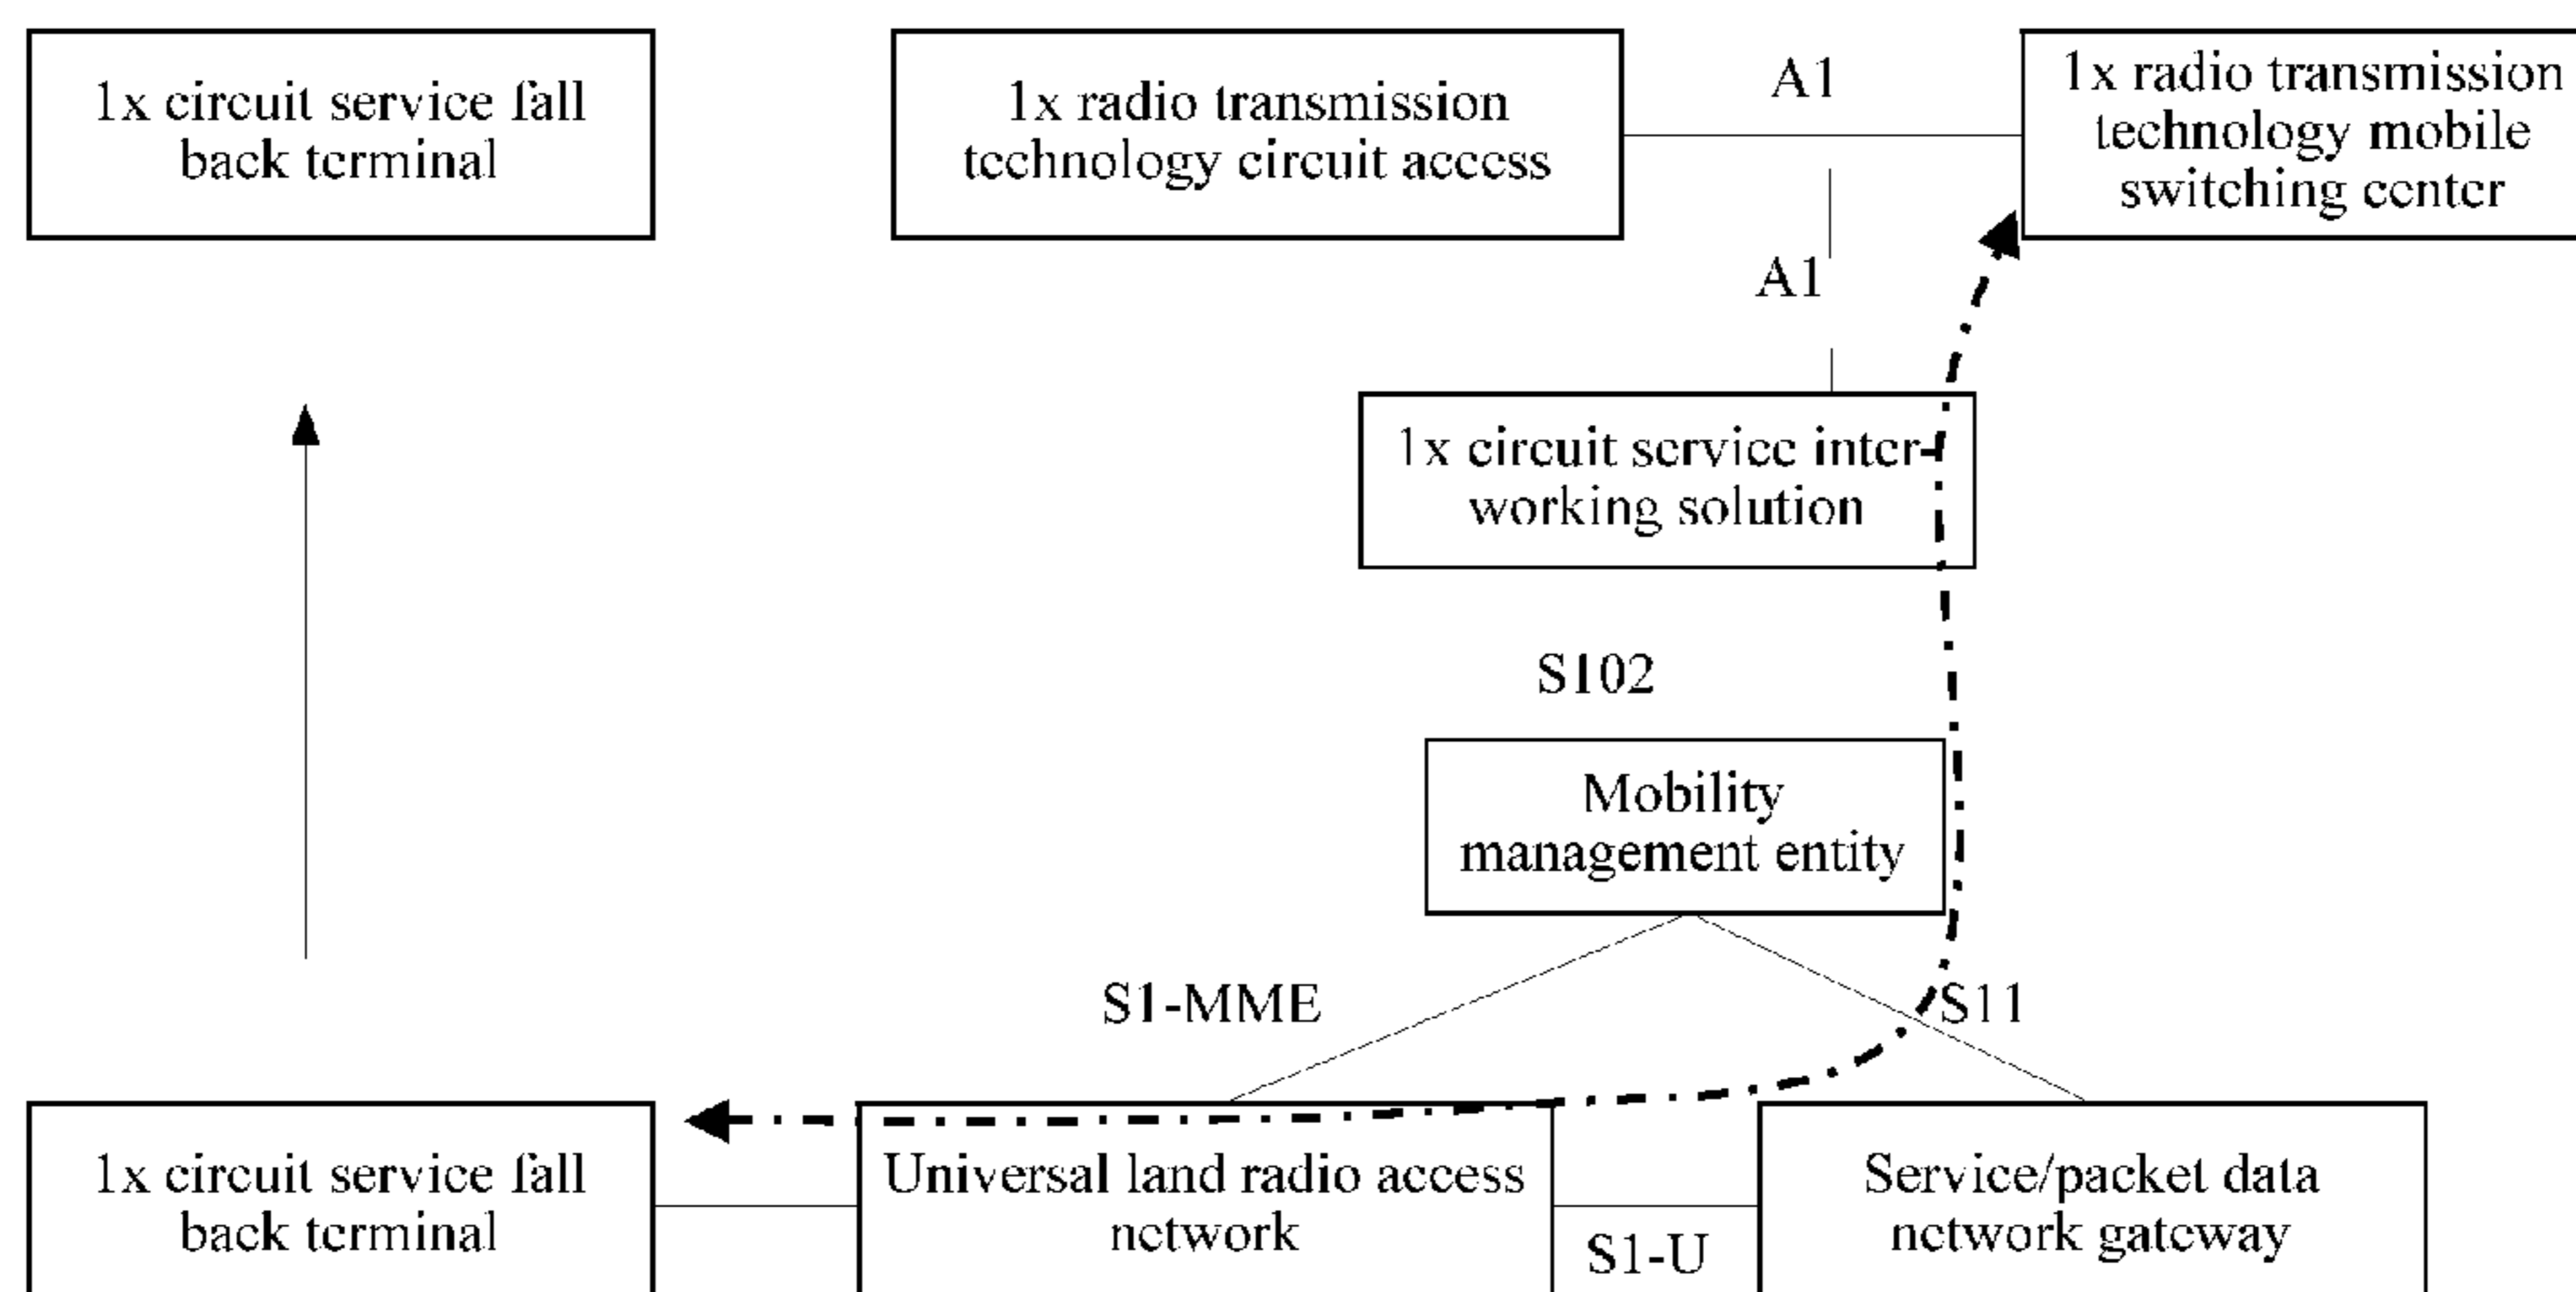 1x circuit service fall
back terminal
1x radio transmission
technology circuit access
A1
1x radio transmission
technology mobile
switching center
A1
1x circuit service inter-
working solution
S102
Mobility
management entity
S1-MME
S11
1x circuit service fall
back terminal
Universal land radio access
network
S1-U
Service/packet data
network gateway